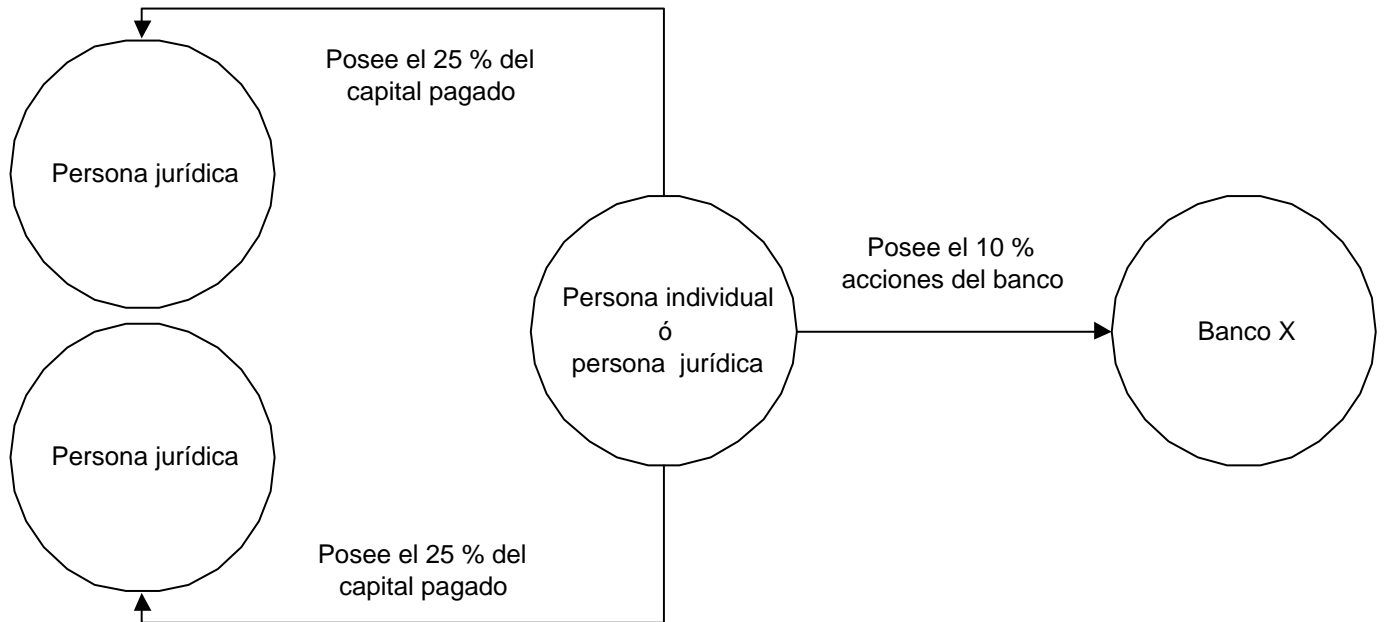 Posee el 25 % del
capital pagado
Persona jurídica
Persona individual
ó
persona jurídica
Posee el 10 %
acciones del banco
Banco X
Persona jurídica
Posee el 25 % del
capital pagado